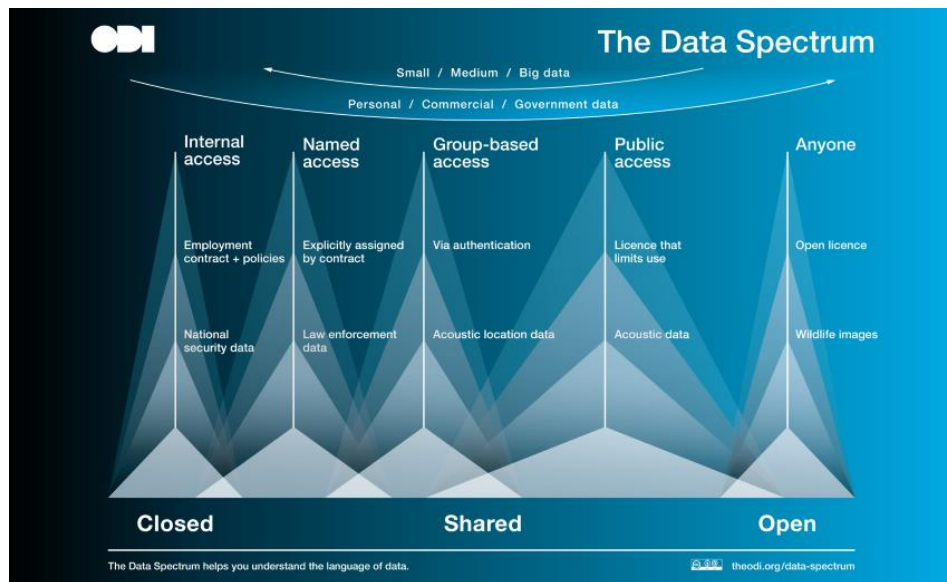 ODI
The Data Spectrum
Small / Medium / Big data
Personal / Commercial / Government data
Internal
access
Named
access
Group-based
access
Public
access
Anyone
Employment
contract + policies
Explicitly assigned
by contract
Via authentication
Licence that
limits use
Open licence
National
security data
Law enforcement
data
Acoustic location data
Acoustic data
Wildlife images
Closed
Shared
Open
The Data Spectrum helps you understand the language of data.
theodi.org/data-spectrum